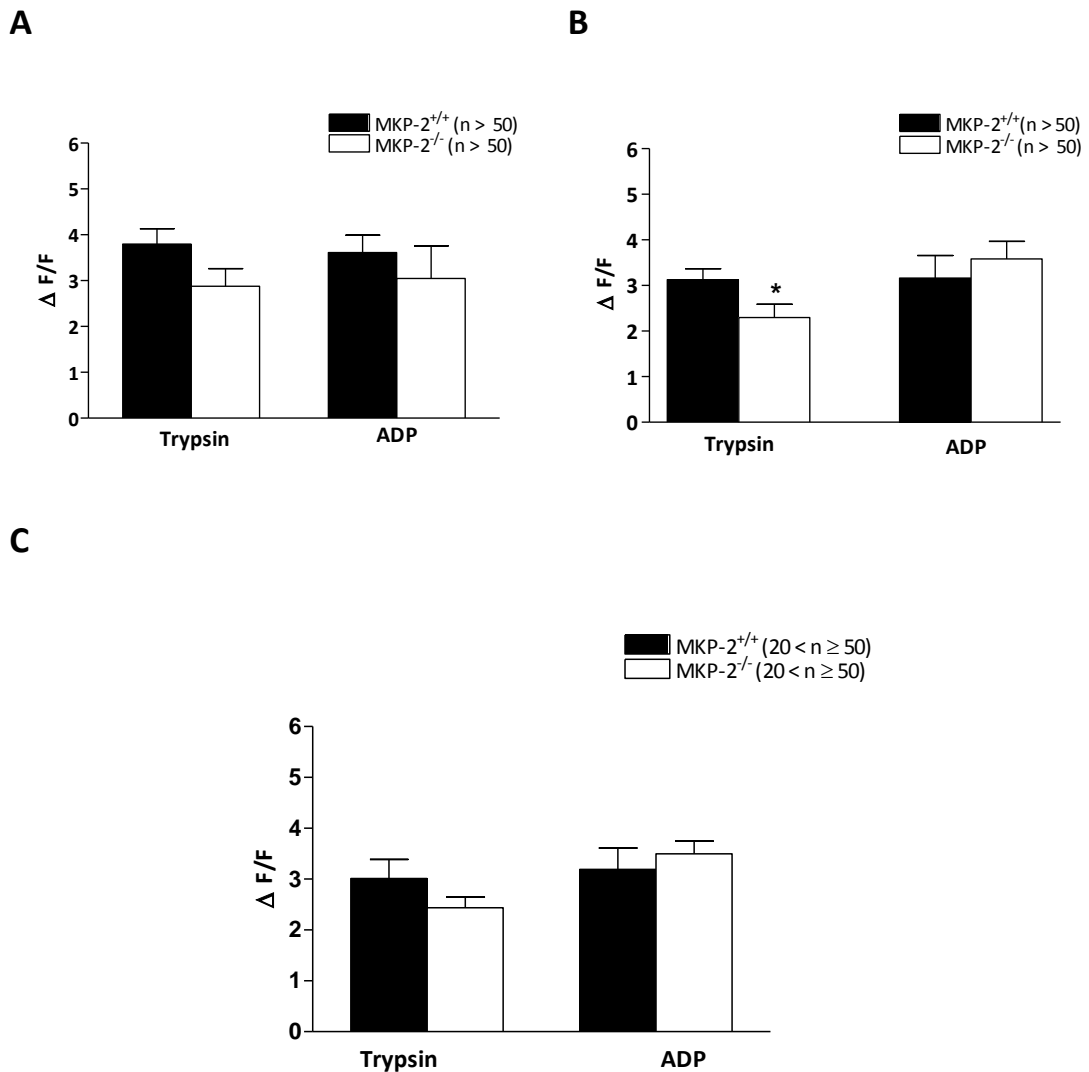 A
MKP-2+/+ (n > 50)
MKP-2-/- (n > 50)
6
5
4
3
2
1
0
Δ F/F
Trypsin
ADP
B
MKP-2+/+ (n > 50)
MKP-2-/- (n > 50)
6
5
4
3
2
1
0
Δ F/F
*
Trypsin
ADP
C
MKP-2+/+ (20 < n ≥ 50)
MKP-2-/- (20 < n ≥ 50)
6
5
4
3
2
1
0
Δ F/F
Trypsin
ADP